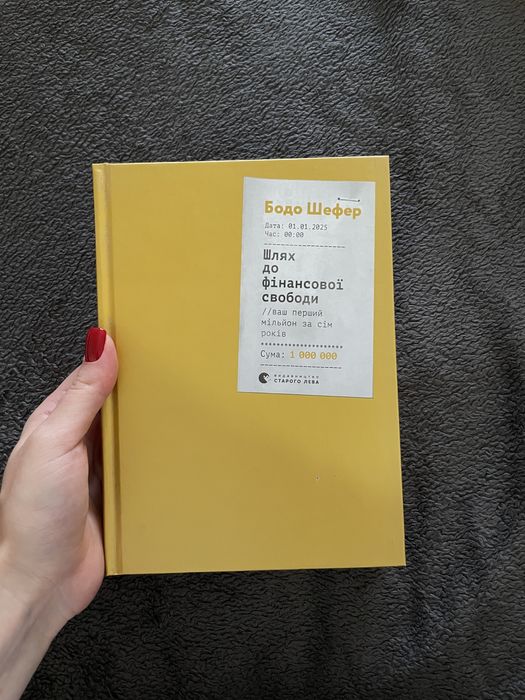 Бодо Шефер
Дата: 01.01.2025
Час: 00:00
Шлях
до
фінансової
свободи
//ваш перший
мільйон за сім
років
Сума: 1 000 000
ВИДАВНИЦТВО
СТАРОГО ЛЕВА